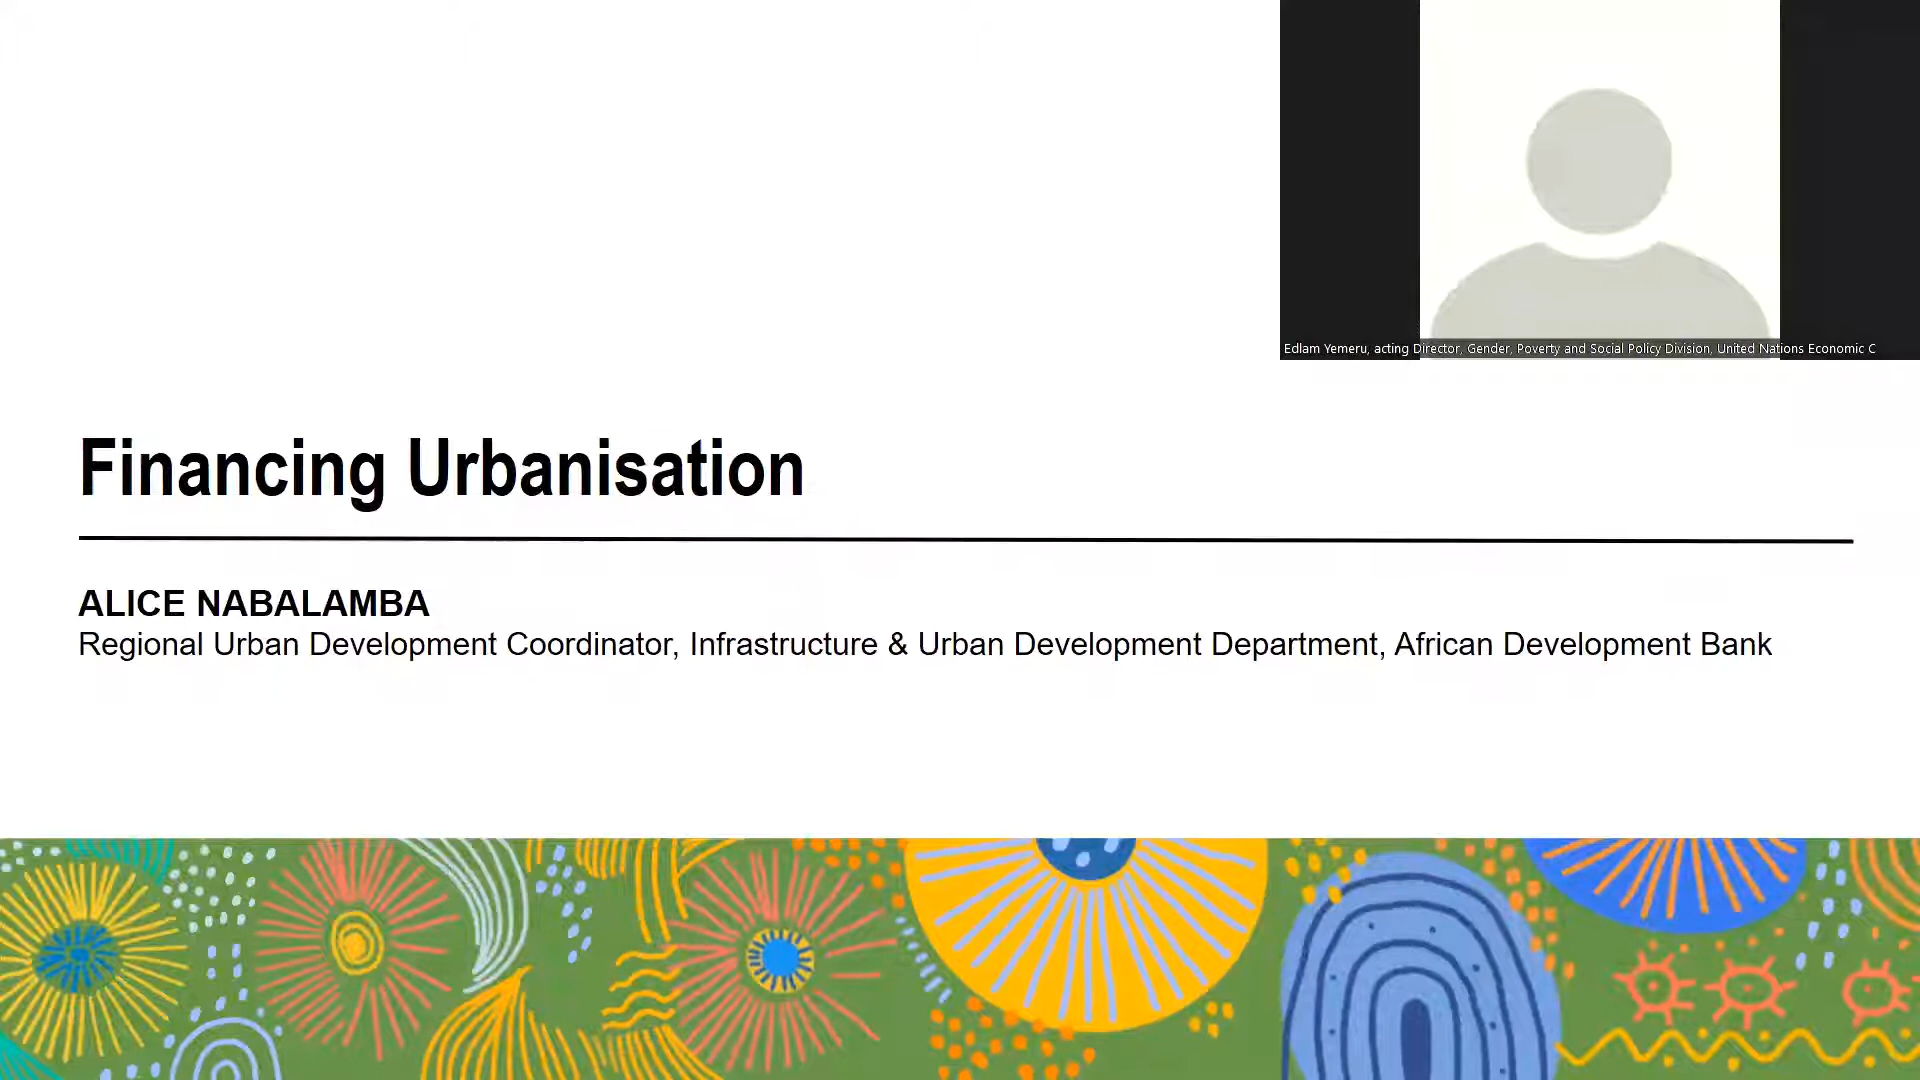 Edlam Yemeru, acting Director, Gender, Poverty and Social Policy Division, United Nations Economic C
Financing Urbanisation
ALICE NABALAMBA
Regional Urban Development Coordinator, Infrastructure & Urban Development Department, African Development Bank